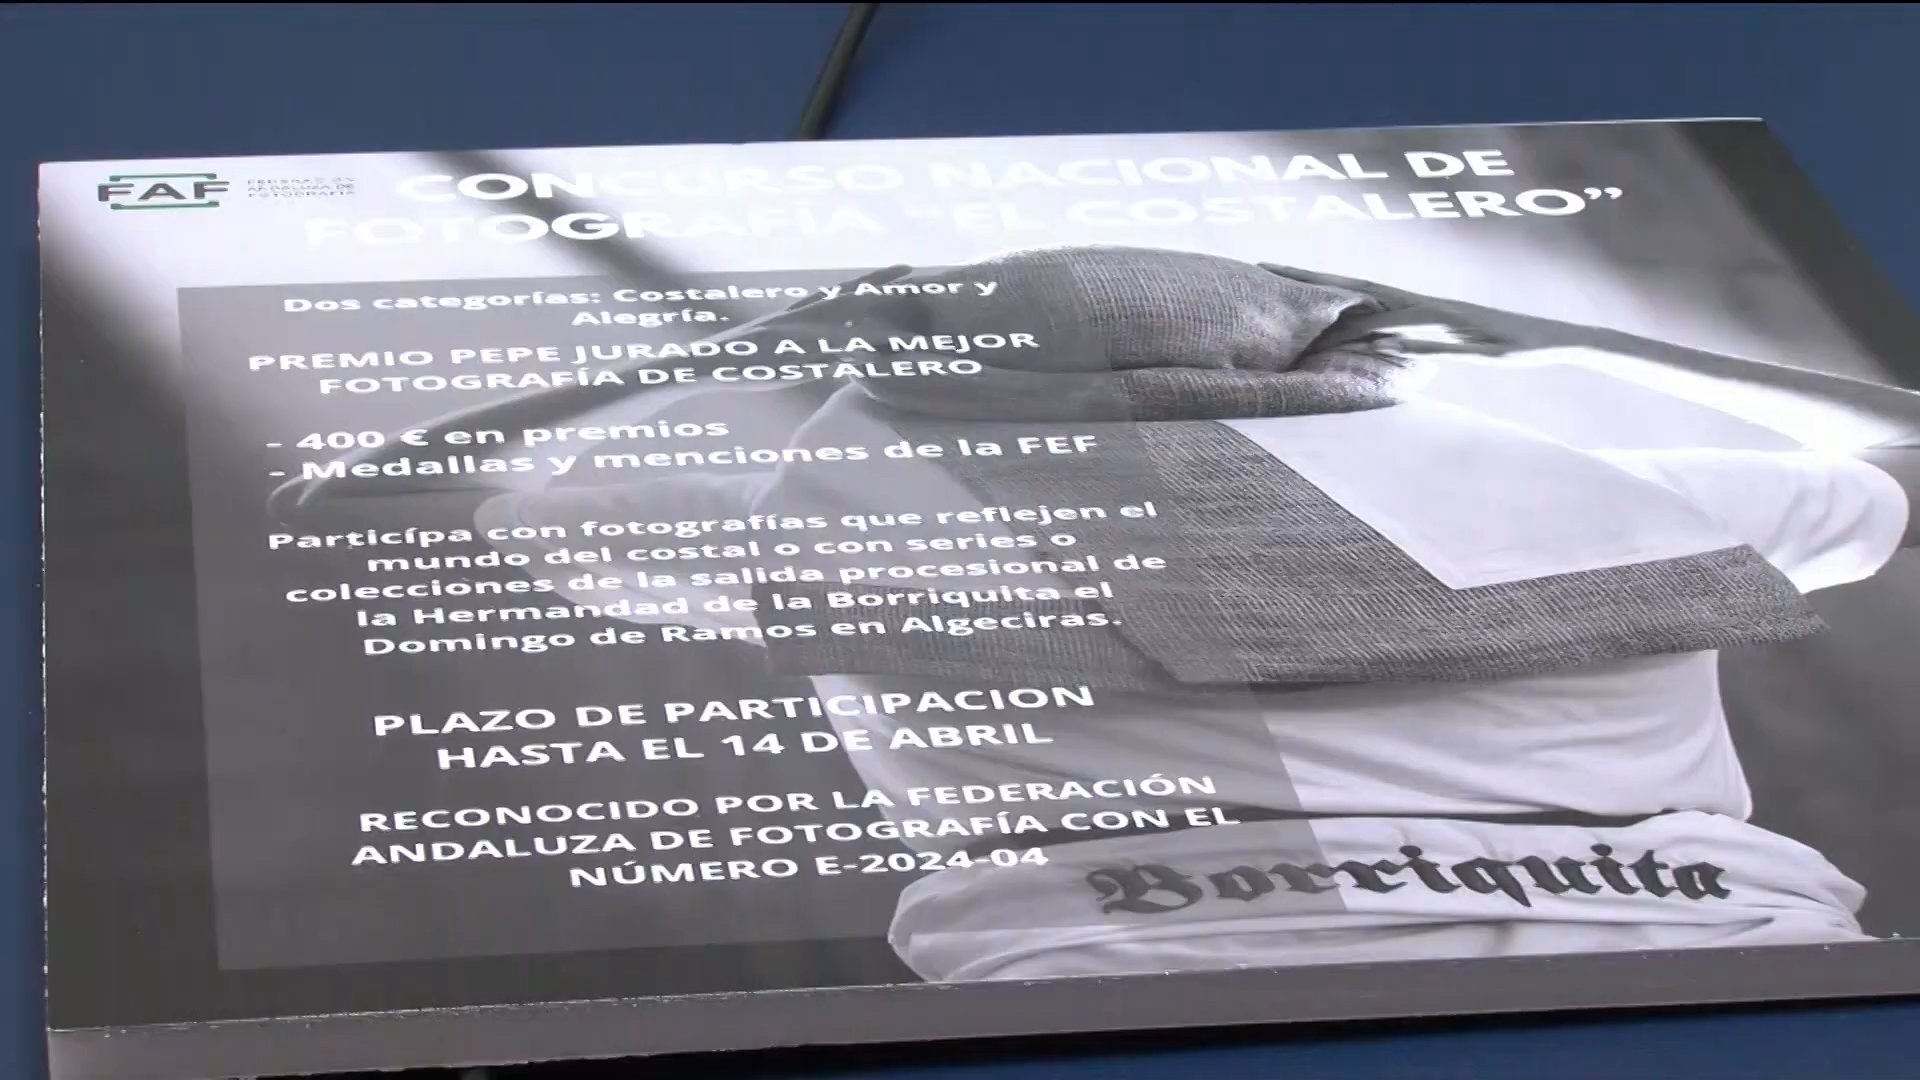 FAF
FEDERACIÓN
ANDALUZA DE
FOTOGRAFÍA
CONCURSO NACIONAL DE
FOTOGRAFÍA “EL COSTALERO”
Dos categorías: Costalero y Amor y
Alegría.
PREMIO PEPE JURADO A LA MEJOR
FOTOGRAFÍA DE COSTALERO
- 400 € en premios
- Medallas y menciones de la FEF
Particípa con fotografías que reflejen el
mundo del costal o con series o
colecciones de la salida procesional de
la Hermandad de la Borriquita el
Domingo de Ramos en Algeciras.
PLAZO DE PARTICIPACION
HASTA EL 14 DE ABRIL
RECONOCIDO POR LA FEDERACIÓN
ANDALUZA DE FOTOGRAFÍA CON EL
NÚMERO E-2024-04
Borriquita